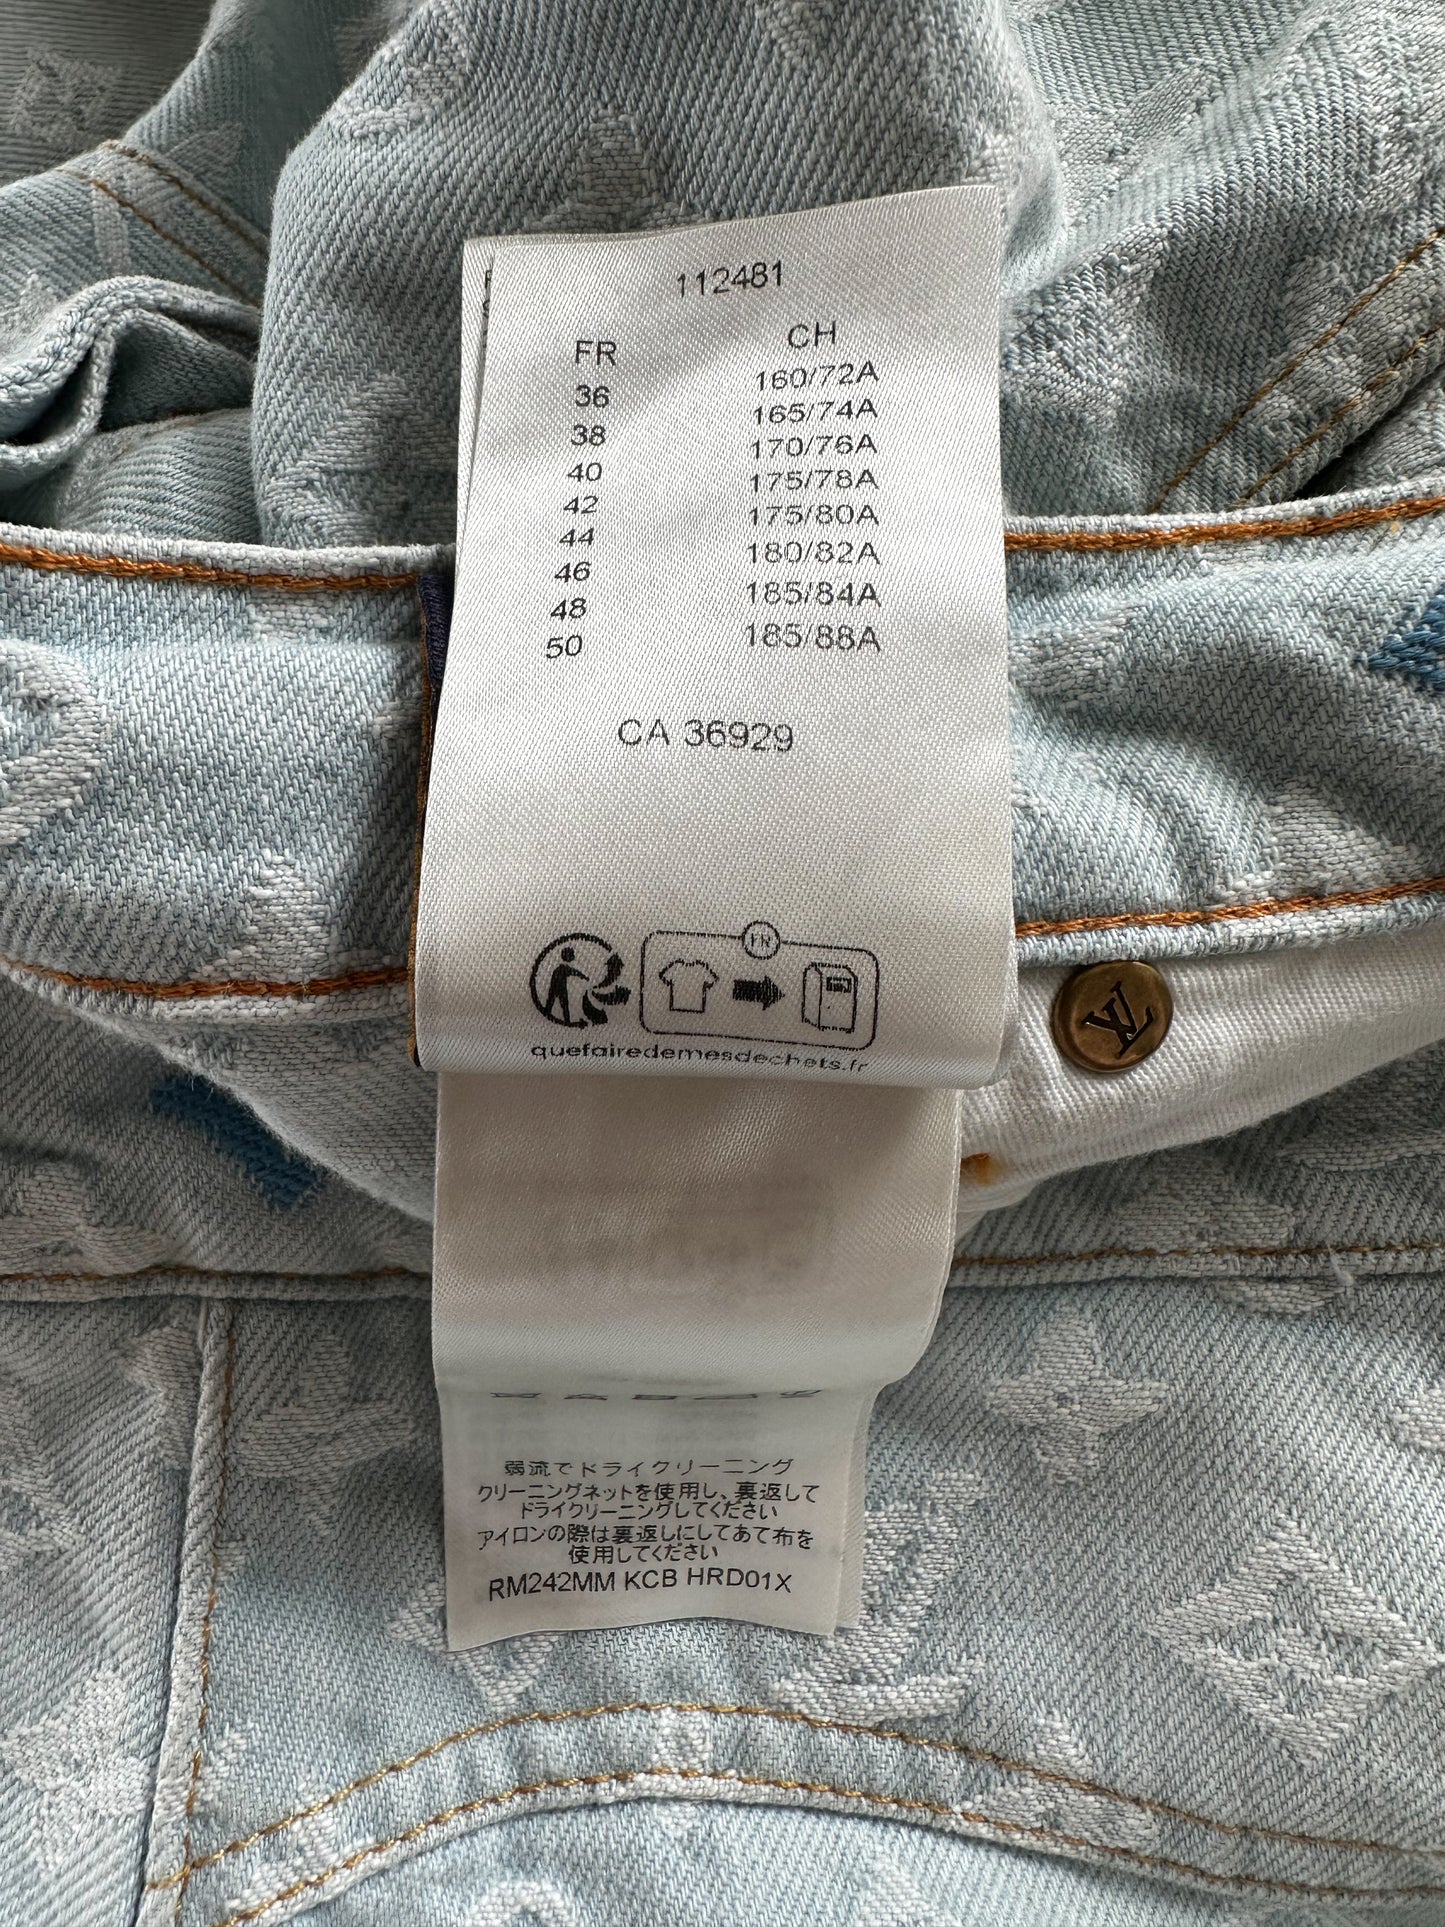 112481
FR CH
36 160/72A
38 165/74A
40 170/76A
42 175/78A
44 175/80A
46 180/82A
48 185/84A
50 185/88A
CA 36929
FR
quefairedemesdechets.fr
LV
弱流でドライクリーニング
クリーニングネットを使用し、裏返して
ドライクリーニングしてください
アイロンの際は裏返しにしてあて布を
使用してください
RM242MM KCB HRD01X